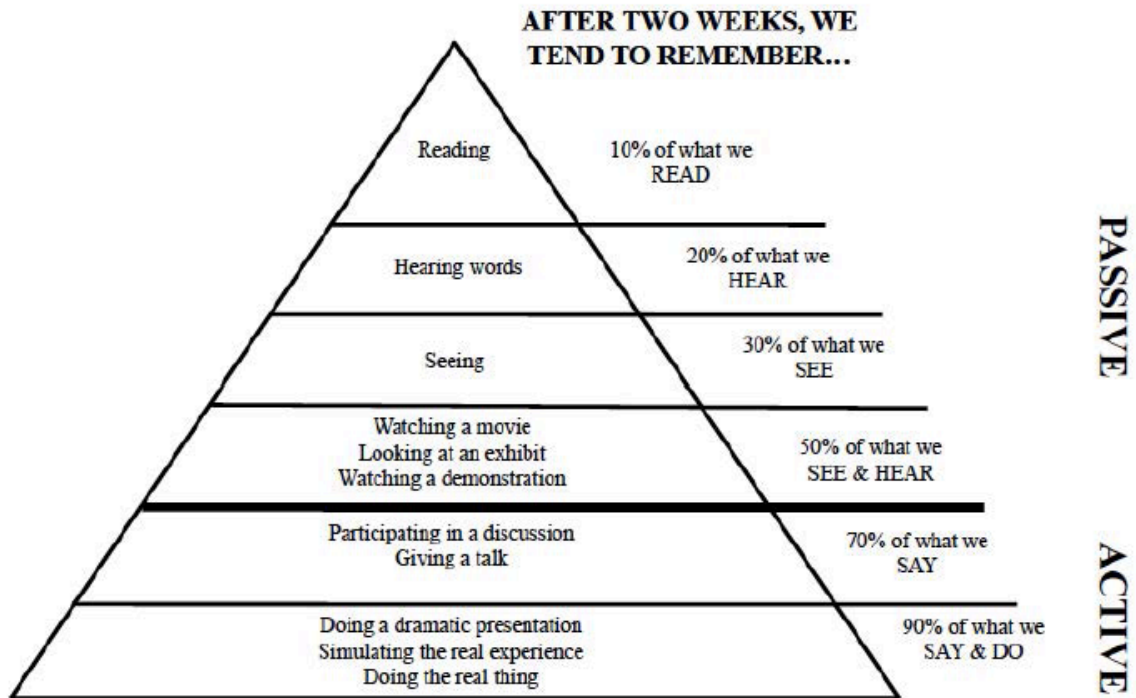 AFTER TWO WEEKS, WE
TEND TO REMEMBER...
Reading
10% of what we
READ
Hearing words
20% of what we
HEAR
Seeing
30% of what we
SEE
Watching a movie
Looking at an exhibit
Watching a demonstration
50% of what we
SEE & HEAR
PASSIVE
Participating in a discussion
Giving a talk
70% of what we
SAY
Doing a dramatic presentation
Simulating the real experience
Doing the real thing
90% of what we
SAY & DO
ACTIVE